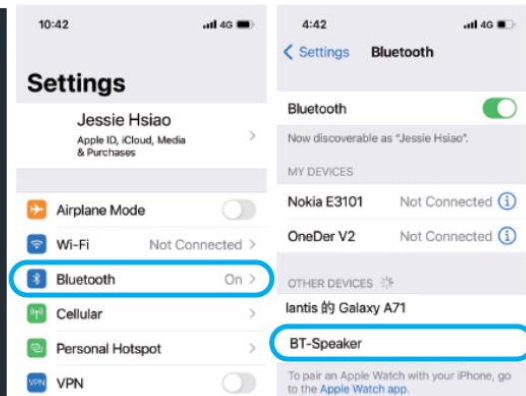 10:42
4G
Settings
Jessie Hsiao
Apple ID, iCloud, Media
& Purchases
Airplane Mode
Wi-Fi Not Connected
Bluetooth On
Cellular
Personal Hotspot
VPN VPN
4:42
4G
Settings Bluetooth
Bluetooth
Now discoverable as "Jessie Hsiao".
MY DEVICES
Nokia E3101 Not Connected
OneDer V2 Not Connected
OTHER DEVICES
lantis 的 Galaxy A71
BT-Speaker
To pair an Apple Watch with your iPhone, go
to the Apple Watch app.